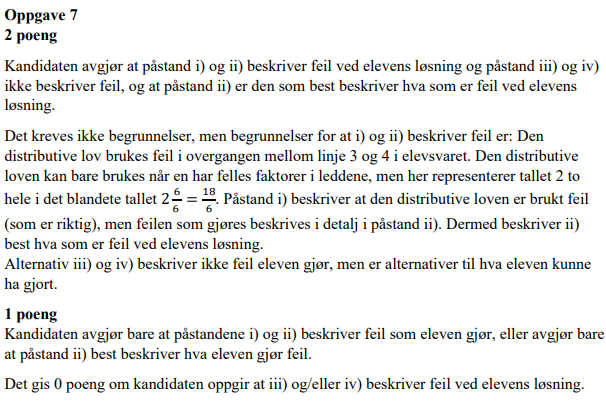 Oppgave 7
2 poeng
Kandidaten avgjør at påstand i) og ii) beskriver feil ved elevens løsning og påstand iii) og iv)
ikke beskriver feil, og at påstand ii) er den som best beskriver hva som er feil ved elevens
løsning.
Det kreves ikke begrunnelser, men begrunnelser for at i) og ii) beskriver feil er: Den
distributive lov brukes feil i overgangen mellom linje 3 og 4 i elevsvaret. Den distributive
loven kan bare brukes når en har felles faktorer i leddene, men her representerer tallet 2 to
hele i det blandete tallet 2 6/6 = 18/6. Påstand i) beskriver at den distributive loven er brukt feil
(som er riktig), men feilen som gjøres beskrives i detalj i påstand ii). Dermed beskriver ii)
best hva som er feil ved elevens løsning.
Alternativ iii) og iv) beskriver ikke feil eleven gjør, men er alternativer til hva eleven kunne
ha gjort.
1 poeng
Kandidaten avgjør bare at påstandene i) og ii) beskriver feil som eleven gjør, eller avgjør bare
at påstand ii) best beskriver hva eleven gjør feil.
Det gis 0 poeng om kandidaten oppgir at iii) og/eller iv) beskriver feil ved elevens løsning.